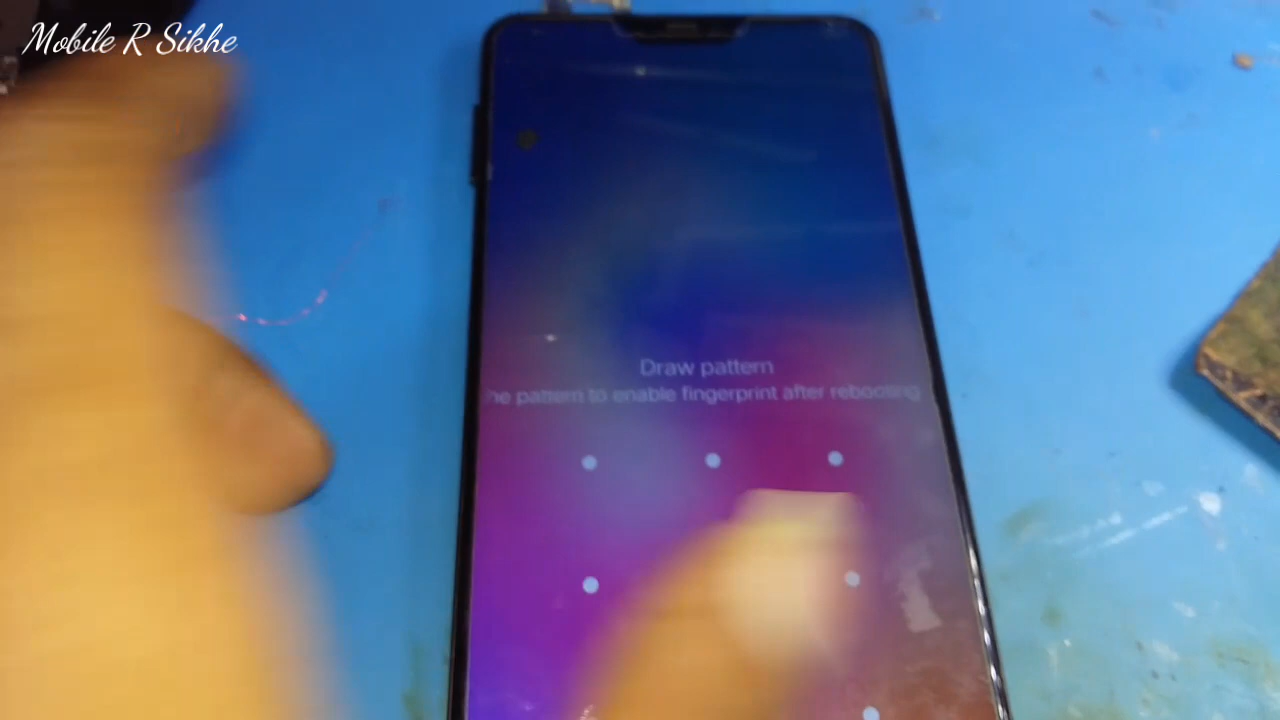 Mobile R Sikhe
Draw pattern
he pattern to enable fingerprint after rebooting